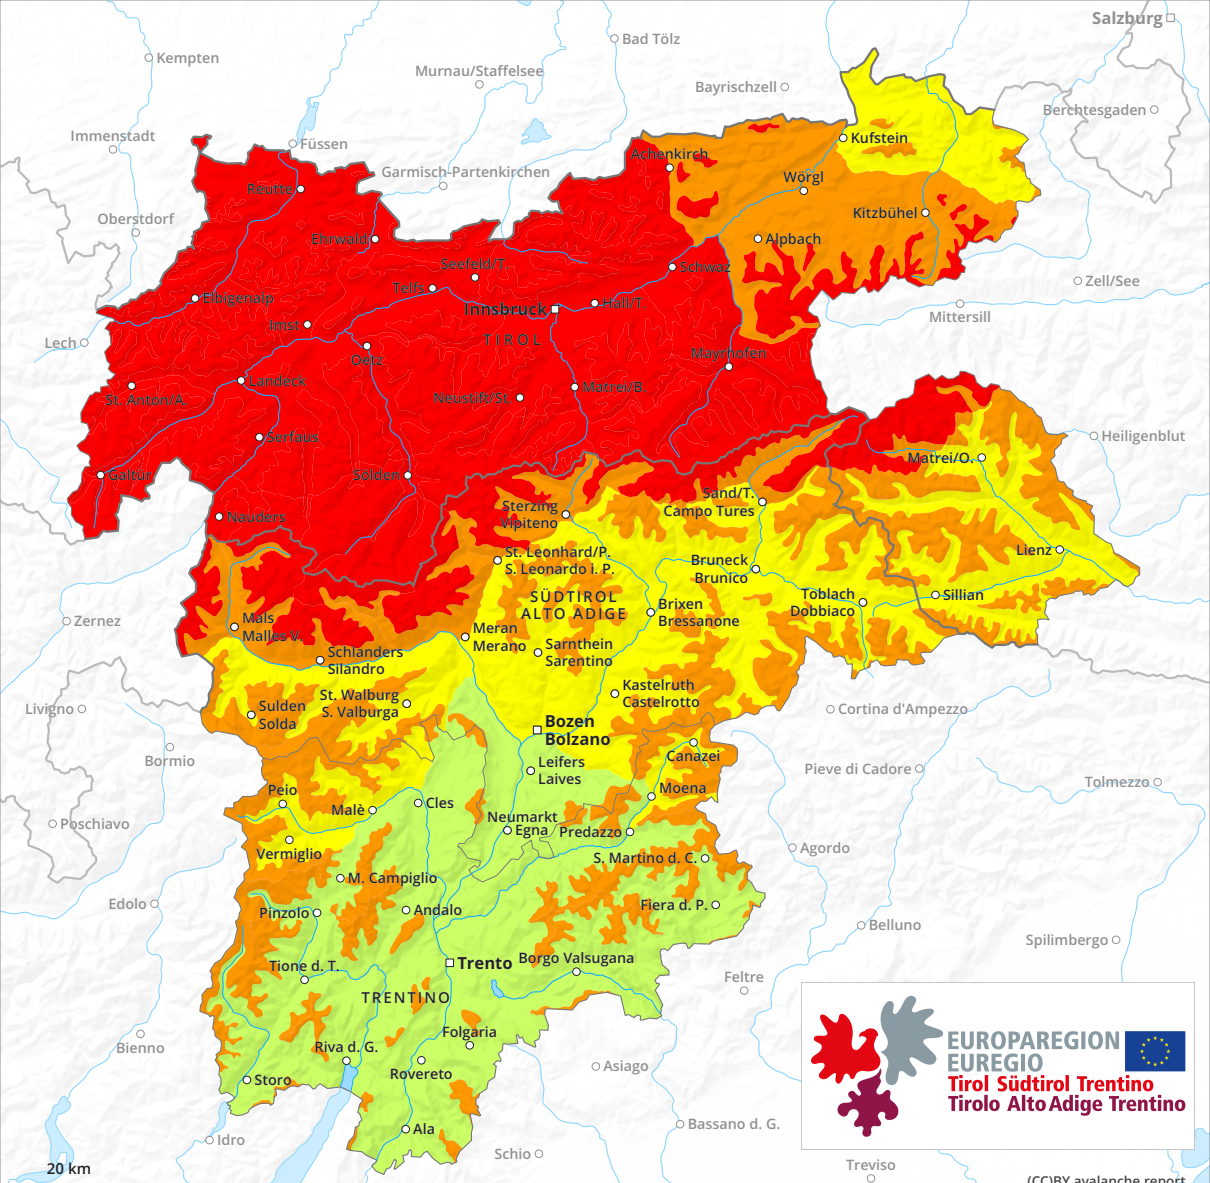 Salzburg
Bad Tölz
Kempten
Murnau/Staffelsee
Bayrischzell
Berchtesgaden
Immenstadt
Kufstein
Füssen
Achenkirch
Garmisch-Partenkirchen
Wörgl
Reutte
Kitzbühel
Oberstdorf
Ehrwald
Alpbach
Seefeld/T.
Schwaz
Zell/See
Telfs
Elbigenalp
Hall/T
Innsbruck
Mittersill
Imst
TIROL
Lech
Mayrhofen
Oetz
Landeck
Matrei/B.
St. Anton/A.
Neustift/St.
Serfaus
Heiligenblut
Matrei/O.
Galtür
Sölden
Sand/T.
Campo Tures
Sterzing
Vipiteno
Nauders
Lienz
St. Leonhard/P.
S. Leonardo i. P.
Bruneck
Brunico
SÜDTIROL
ALTO ADIGE
Toblach
Dobbiaco
Sillian
Brixen
Bressanone
Zernez
Mals
Malles V.
Meran
Merano
Sarnthein
Sarentino
Schlanders
Silandro
Kastelruth
Castelrotto
St. Walburg
S. Valburga
Sulden
Solda
Livigno
Cortina d'Ampezzo
Bozen
Bolzano
Canazei
Bormio
Leifers
Laives
Pieve di Cadore
Tolmezzo
Peio
Moena
Cles
Malè
Neumarkt
Egna
Predazzo
Poschiavo
Vermiglio
Agordo
S. Martino d. C.
M. Campiglio
Edolo
Fiera d. P.
Pinzolo
Andalo
Belluno
Spilimbergo
Borgo Valsugana
Trento
Tione d. T.
Feltre
TRENTINO
Folgaria
Bienno
Riva d. G.
EUROPAREGION
EUREGIO
Asiago
Rovereto
Storo
Tirol Südtirol Trentino
Tirolo Alto Adige Trentino
Bassano d. G.
Ala
Idro
Schio
Treviso
20 km
(CC)BY avalanche.report